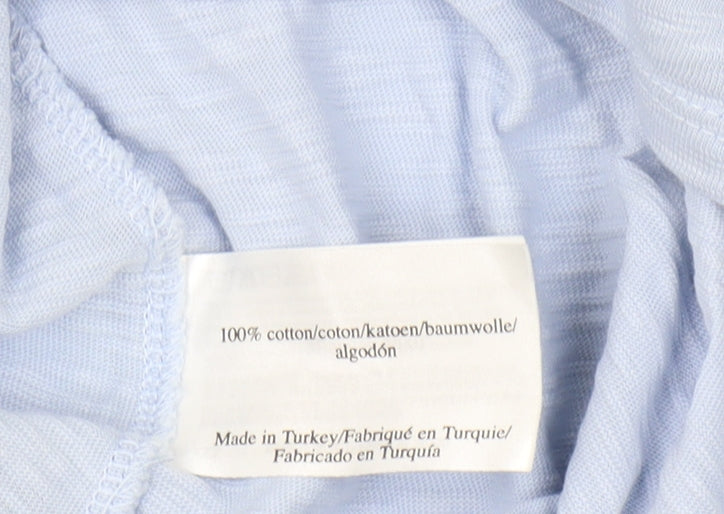 100% cotton/coton/katoen/baumwolle/
algodón
Made in Turkey/Fabriqué en Turquie/
Fabricado en Turquía